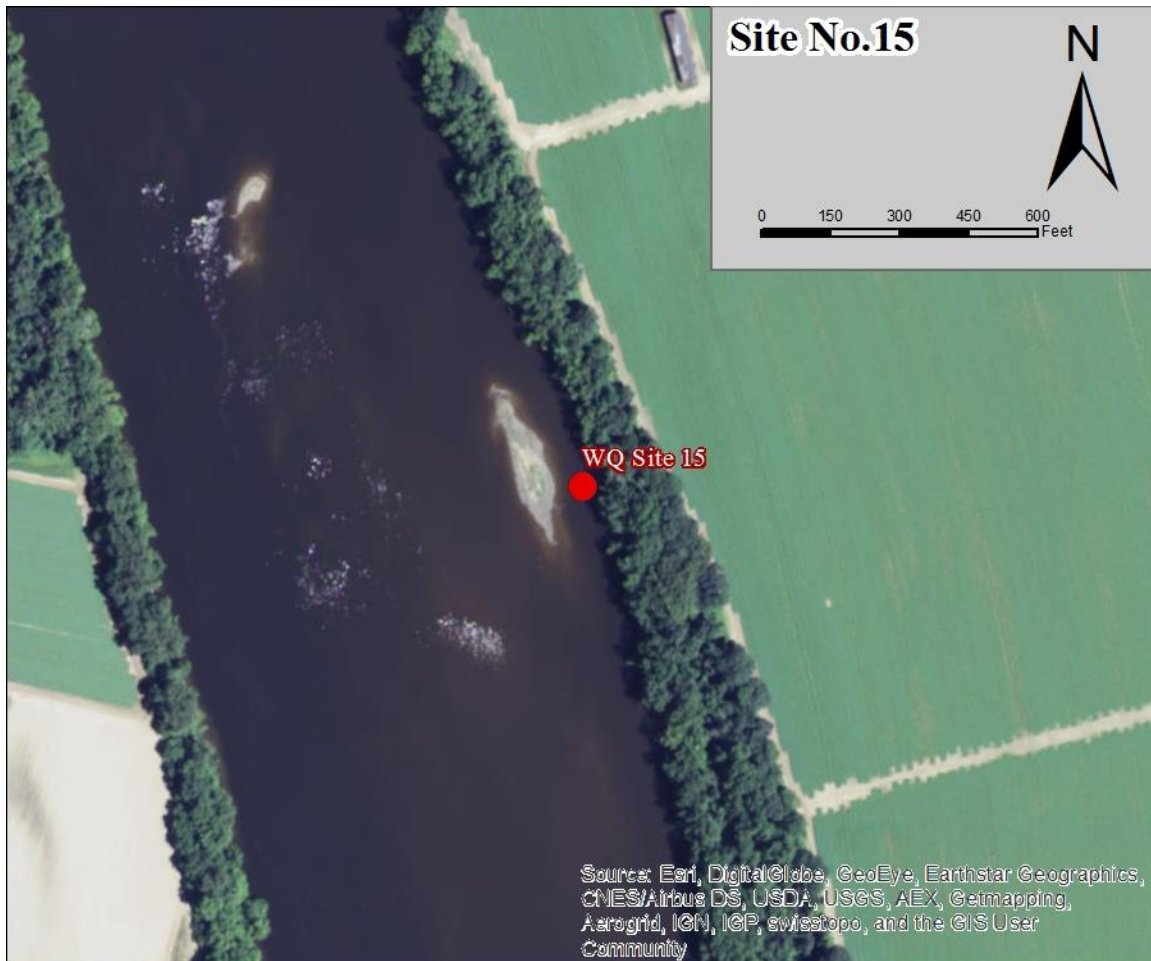 Site No.15
N
0 150 300 450 600
Feet
WQ Site 15
Source: Esri, DigitalGlobe, GeoEye, Earthstar Geographics,
CNES/Airbus DS, USDA, USGS, AEX, Getmapping,
Aerogrid, IGN, IGP, swisstopo, and the GIS User
Community